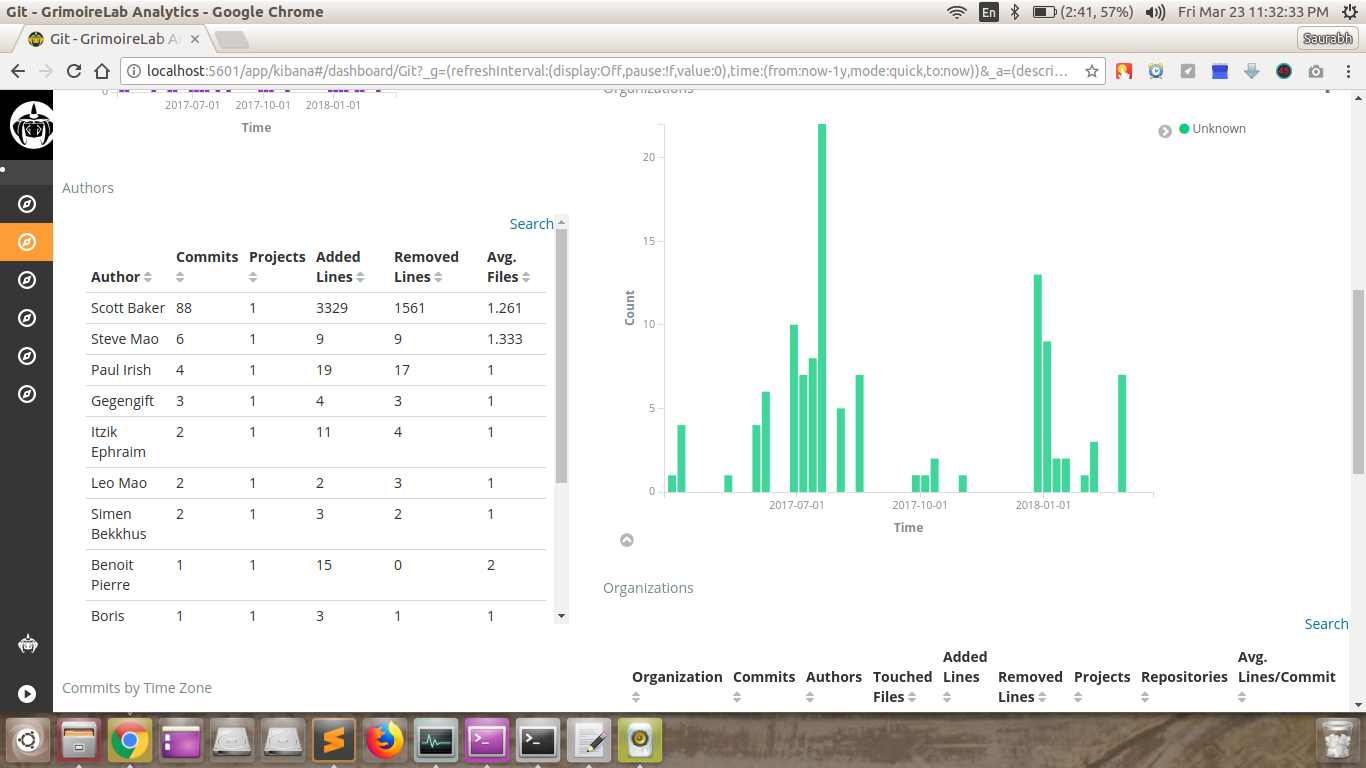 Git - GrimoireLab Analytics - Google Chrome
En
(2:41, 57%)
Fri Mar 23 11:32:33 PM
Git - GrimoireLab A
Saurabh
localhost:5601/app/kibana#/dashboard/Git?_g=(refreshInterval:(display:Off,pause:!f,value:0),time:(from:now-1y,mode:quick,to:now))&_a=(descri...
0
2017-07-01 2017-10-01 2018-01-01
Time
Authors
Search
Author Commits Projects Added Lines Removed Lines Avg. Files
Scott Baker 88 1 3329 1561 1.261
Steve Mao 6 1 9 9 1.333
Paul Irish 4 1 19 17 1
Gegengift 3 1 4 3 1
Itzik Ephraim 2 1 11 4 1
Leo Mao 2 1 2 3 1
Simen Bekkhus 2 1 3 2 1
Benoit Pierre 1 1 15 0 2
Boris 1 1 3 1 1
Commits by Time Zone
Organizations
Unknown
20
15
10
5
0
Count
2017-07-01 2017-10-01 2018-01-01
Time
Organizations
Search
Organization Commits Authors Touched Files Added Lines Removed Lines Projects Repositories Avg. Lines/Commit